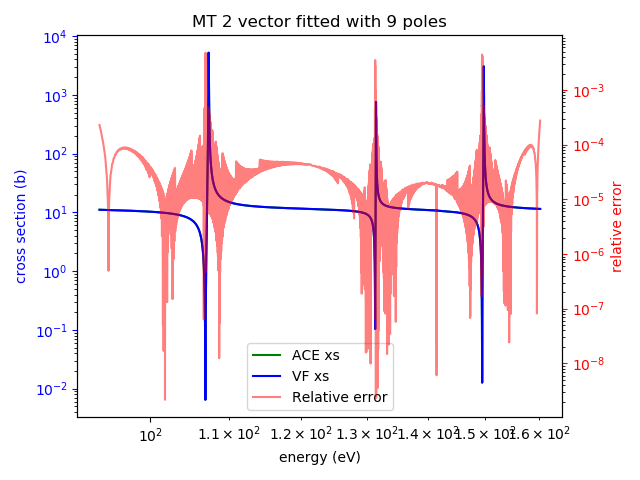 MT 2 vector fitted with 9 poles
10⁴
10³
10²
10¹
10⁰
10⁻¹
10⁻²
cross section (b)
10⁻³
10⁻⁴
10⁻⁵
10⁻⁶
10⁻⁷
10⁻⁸
relative error
ACE xs
VF xs
Relative error
10² 1.1 × 10² 1.2 × 10² 1.3 × 10² 1.4 × 10² 1.5 × 10² 1.6 × 10²
energy (eV)